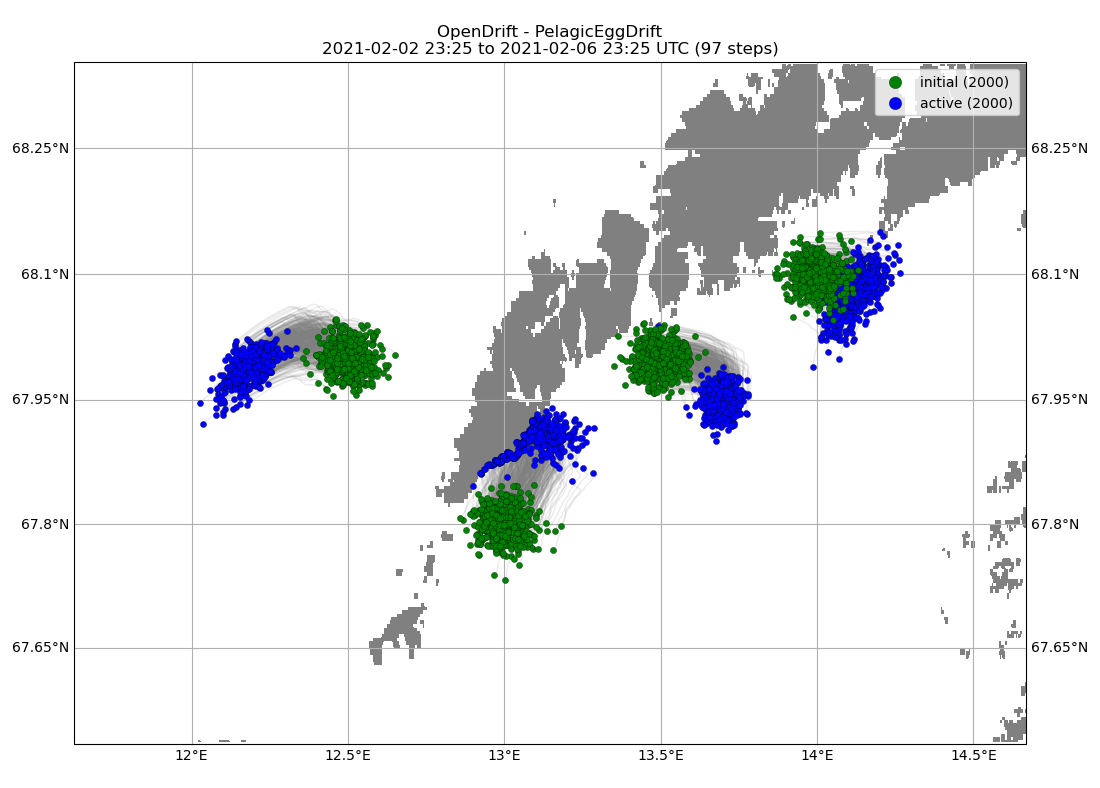 OpenDrift - PelagicEggDrift
2021-02-02 23:25 to 2021-02-06 23:25 UTC (97 steps)
initial (2000)
active (2000)
68.25°N
68.25°N
68.1°N
68.1°N
67.95°N
67.95°N
67.8°N
67.8°N
67.65°N
67.65°N
12°E
12.5°E
13°E
13.5°E
14°E
14.5°E